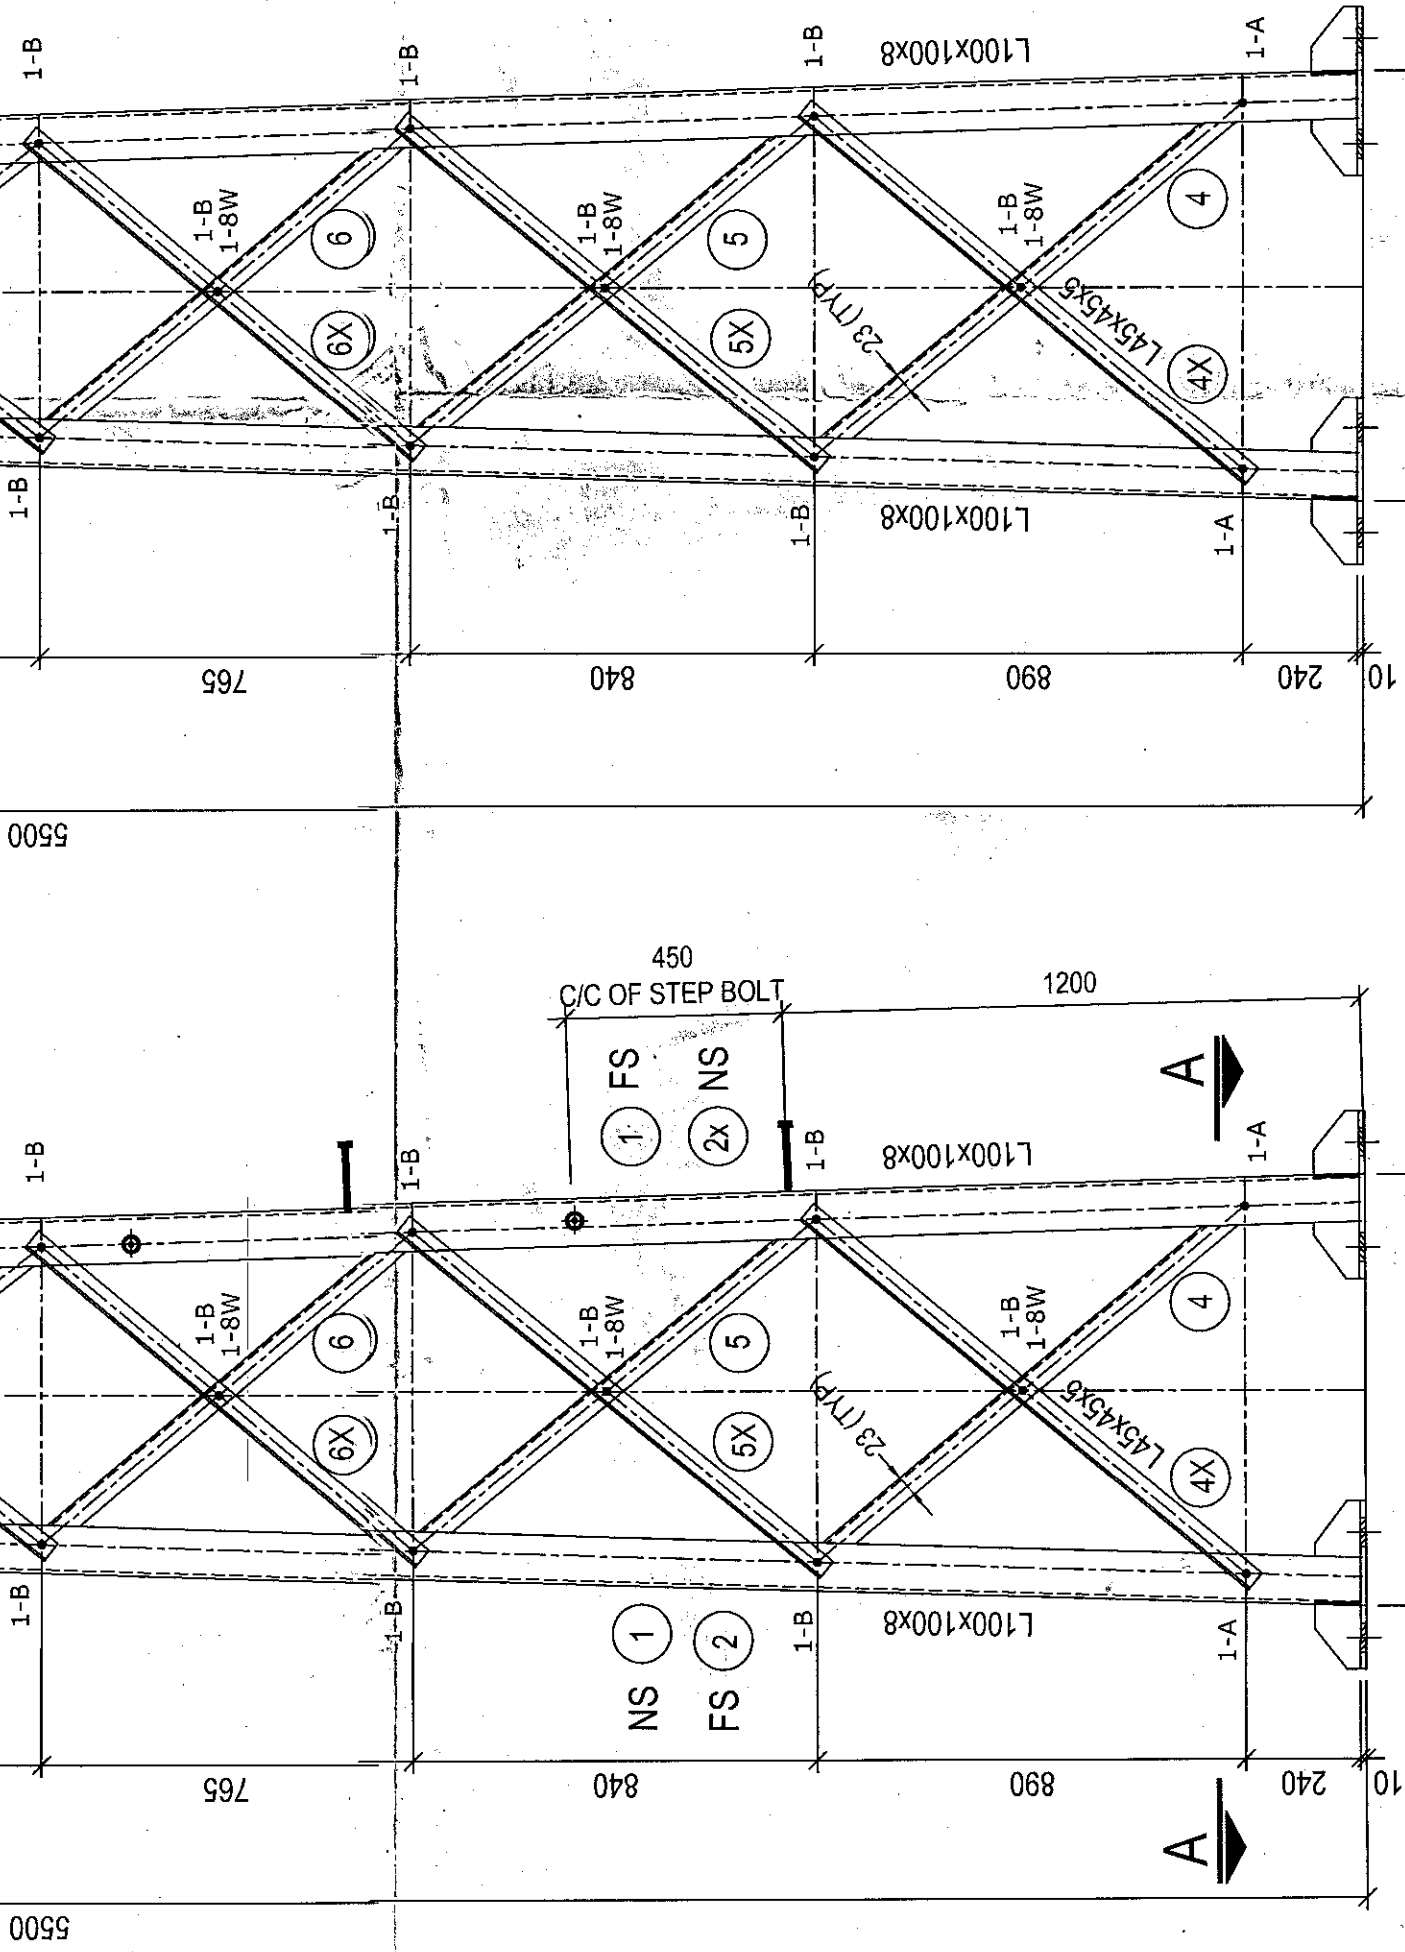 1-B
1-B
1-B
1-A
L100x100x8
1-B
1-8W
6
6X
1-B
1-8W
5
5X
1-B
1-8W
4
4X
23 (TYP)
L45x45x5
1-B
1-B
1-B
1-A
L100x100x8
765
840
890
240
10
5500
450
C/C OF STEP BOLT
1200
1 FS
2x NS
A
1-B
1-B
1-B
1-A
L100x100x8
1-B
1-8W
6
6X
1-B
1-8W
5
5X
1-B
1-8W
4
4X
23 (TYP)
L45x45x5
1-B
1-B
1-B
1-A
NS 1
FS 2
L100x100x8
765
840
890
240
10
A
5500